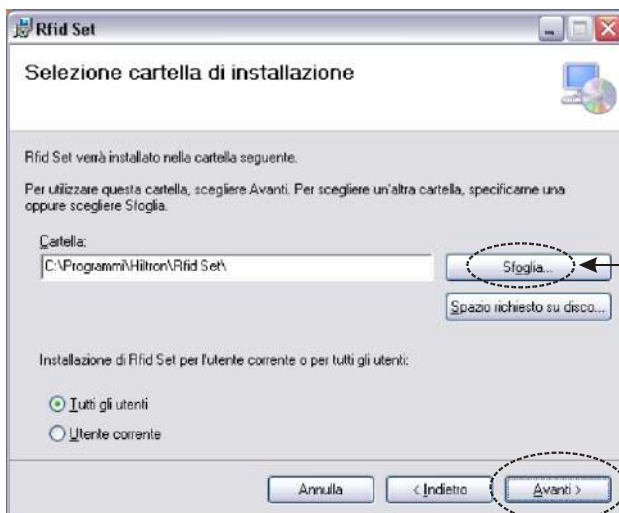 Rfid Set
Selezione cartella di installazione
Rfid Set verrà installato nella cartella seguente.
Per utilizzare questa cartella, scegliere Avanti. Per scegliere un'altra cartella, specificarne una
oppure scegliere Sfoglia.
Cartella:
C:\Programmi\Hiltron\Rfid Set\
Sfoglia...
Spazio richiesto su disco...
Installazione di Rfid Set per l'utente corrente o per tutti gli utenti:
Tutti gli utenti
Utente corrente
Annulla
< Indietro
Avanti >